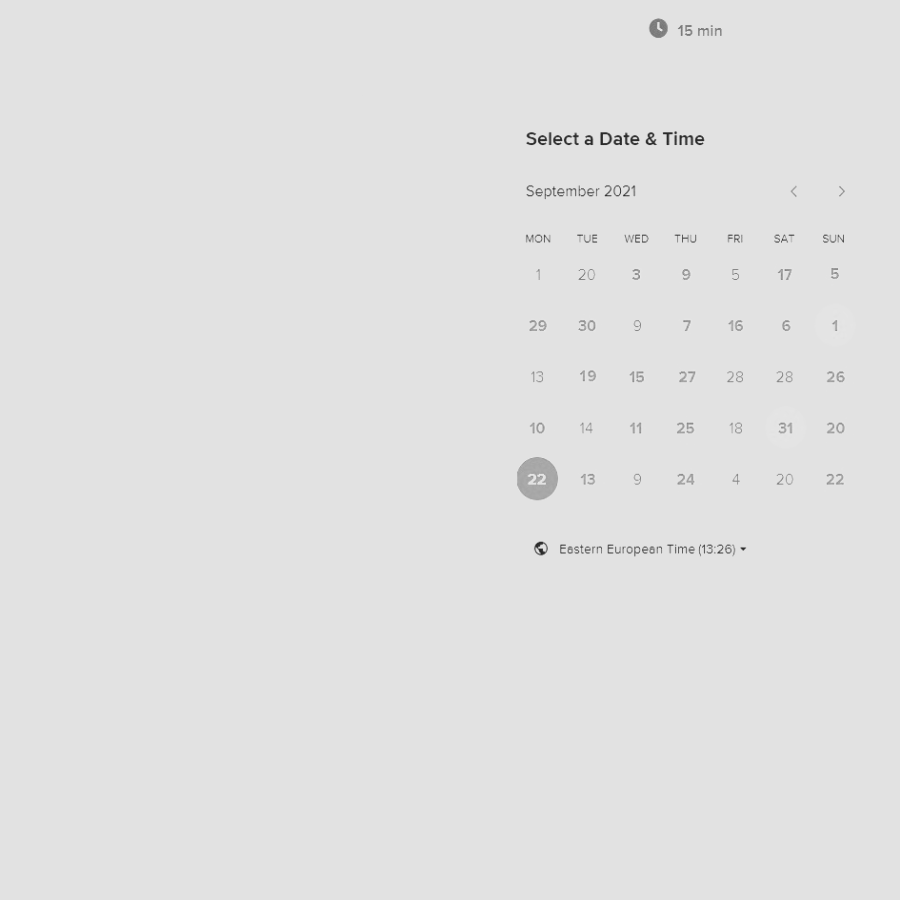 15 min
Select a Date & Time
September 2021
MON TUE WED THU FRI SAT SUN
1 20 3 9 5 17 5
29 30 9 7 16 6 1
13 19 15 27 28 28 26
10 14 11 25 18 31 20
22 13 9 24 4 20 22
Eastern European Time (13:26)